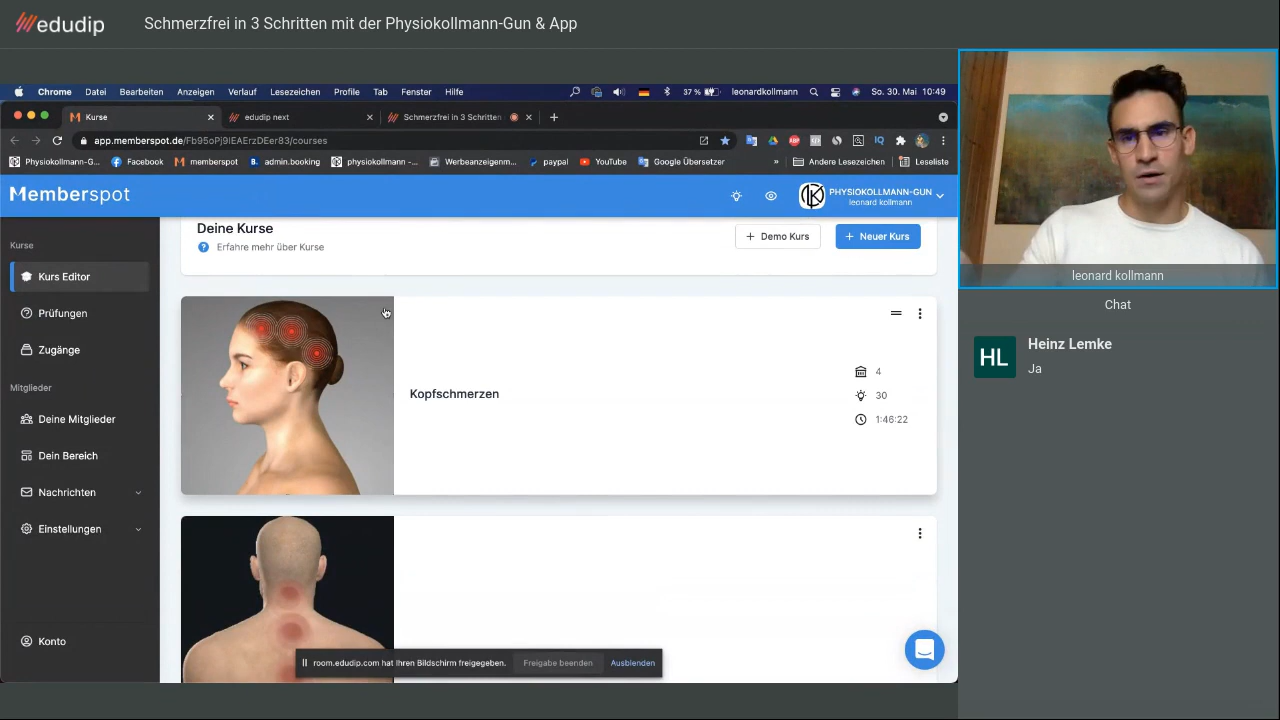 edudip
Schmerzfrei in 3 Schritten mit der Physiokollmann-Gun & App
Chrome Datei Bearbeiten Anzeigen Verlauf Lesezeichen Profile Tab Fenster Hilfe
37 % leonardkollmann So. 30. Mai 10:49
Kurse
edudip next
Schmerzfrei in 3 Schritten
app.memberspot.de/Fb95oPj9IEAErzDEer83/courses
Physiokollmann-G... Facebook memberspot admin.booking physiokollmann -... Werbeanzeigenm... paypal YouTube Google Übersetzer » Andere Lesezeichen Leseliste
Memberspot
PHYSIOKOLLMANN-GUN
leonard kollmann
Kurse
Kurs Editor
Prüfungen
Zugänge
Mitglieder
Deine Mitglieder
Dein Bereich
Nachrichten
Einstellungen
Konto
Deine Kurse
Erfahre mehr über Kurse
+ Demo Kurs
+ Neuer Kurs
Kopfschmerzen
4
30
1:46:22
room.edudip.com hat Ihren Bildschirm freigegeben.
Freigabe beenden
Ausblenden
leonard kollmann
Chat
HL
Heinz Lemke
Ja